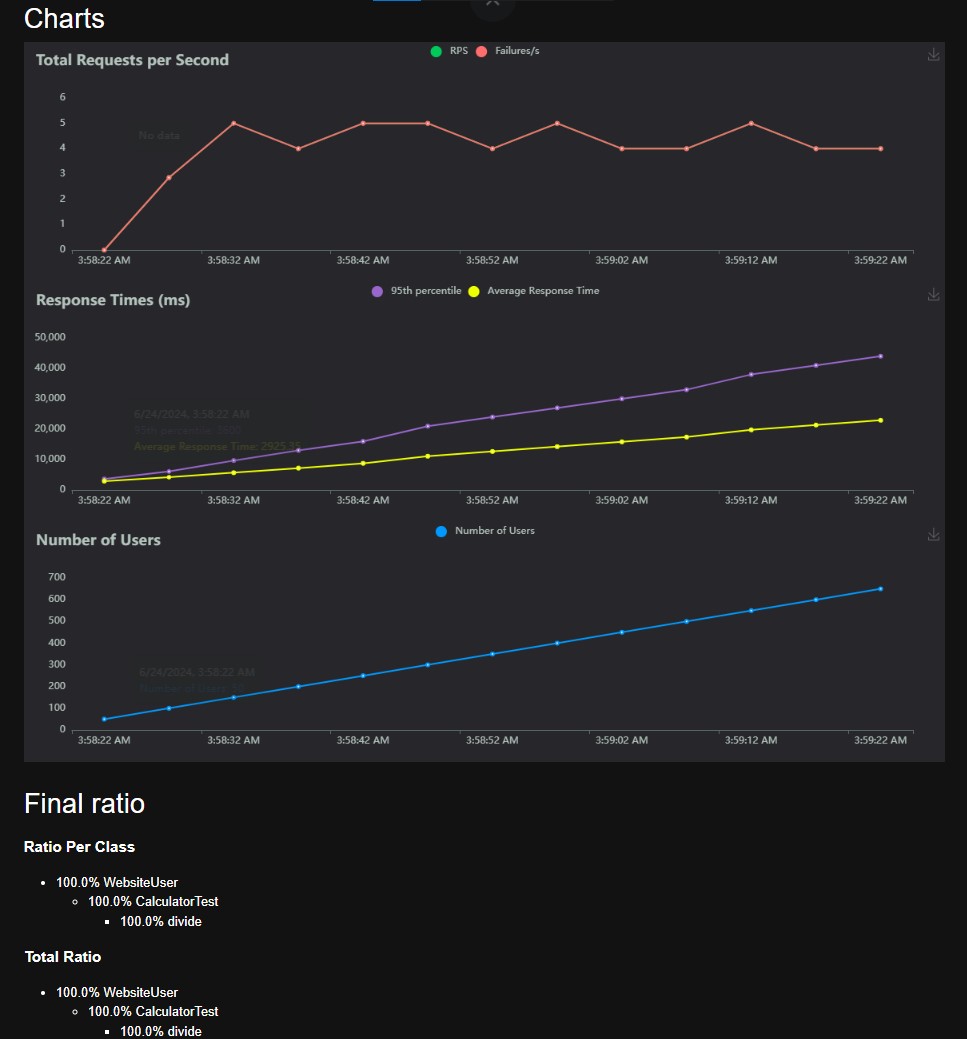 Charts
Total Requests per Second
RPS Failures/s
6
5
No data
4
3
2
1
0
3:58:22 AM 3:58:32 AM 3:58:42 AM 3:58:52 AM 3:59:02 AM 3:59:12 AM 3:59:22 AM
Response Times (ms)
95th percentile Average Response Time
50,000
40,000
30,000
6/24/2024, 3:58:22 AM
20,000
Average Response Time: 2925.35
10,000
0
3:58:22 AM 3:58:32 AM 3:58:42 AM 3:58:52 AM 3:59:02 AM 3:59:12 AM 3:59:22 AM
Number of Users
Number of Users
700
600
500
400
300
6/24/2024, 3:58:22 AM
200
Number of Users:
100
0
3:58:22 AM 3:58:32 AM 3:58:42 AM 3:58:52 AM 3:59:02 AM 3:59:12 AM 3:59:22 AM
Final ratio
Ratio Per Class
100.0% WebsiteUser
100.0% CalculatorTest
100.0% divide
Total Ratio
100.0% WebsiteUser
100.0% CalculatorTest
100.0% divide